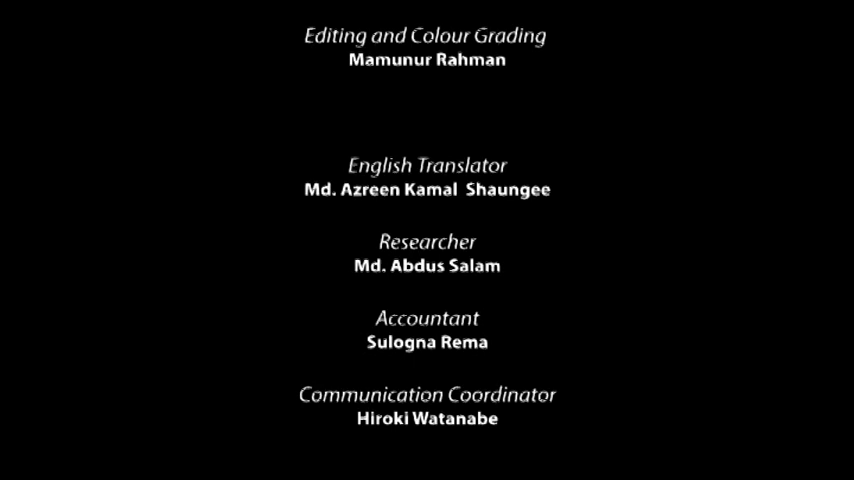 Editing and Colour Grading
Mamunur Rahman
English Translator
Md. Azreen Kamal  Shaungee
Researcher
Md. Abdus Salam
Accountant
Sulogna Rema
Communication Coordinator
Hiroki Watanabe